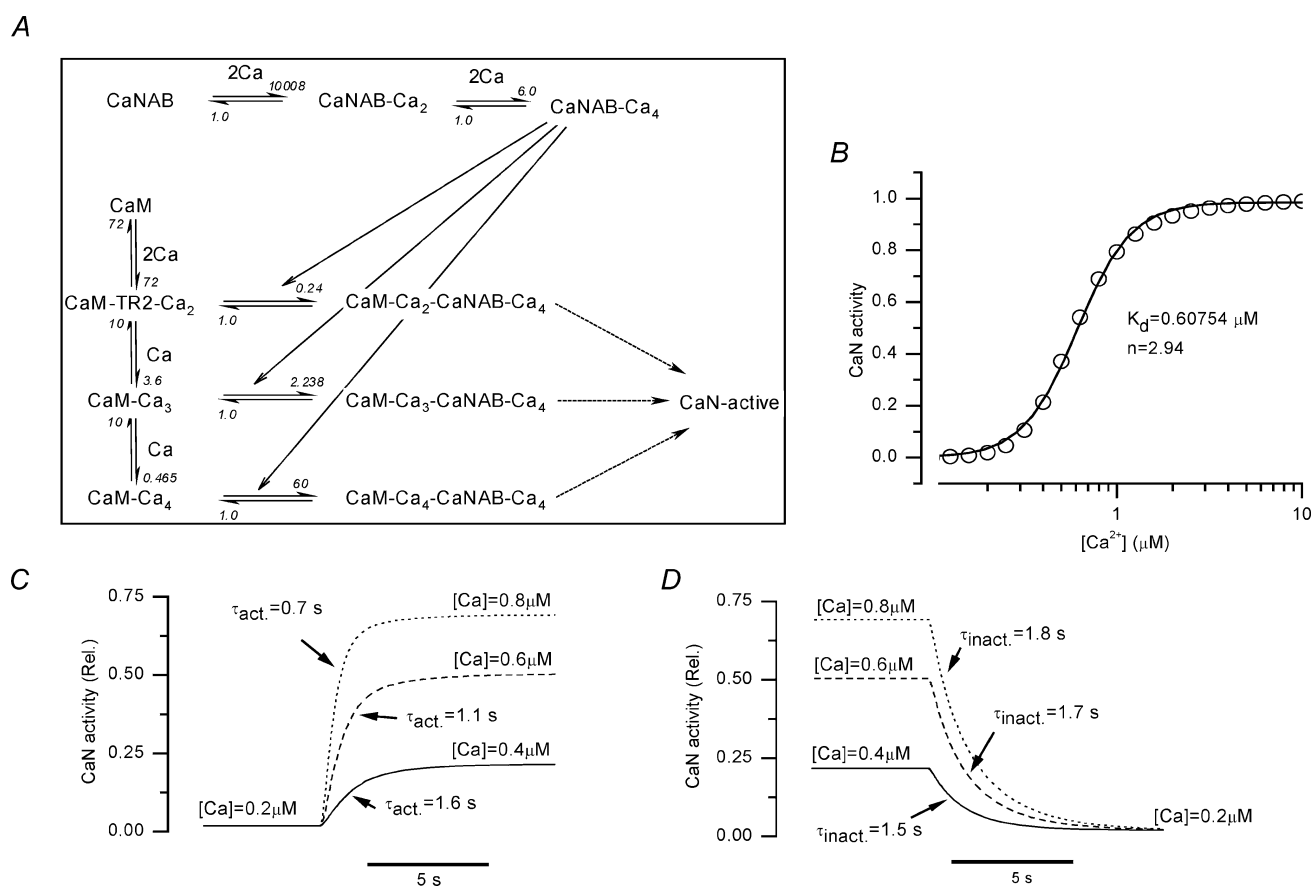 A
2Ca 10008 2Ca 6.0
CaNAB CaNAB-Ca2 CaNAB-Ca4
1.0 1.0
CaM
72
2Ca
72 0.24
CaM-TR2-Ca2 CaM-Ca2-CaNAB-Ca4
10 1.0
Ca
3.6 2.238
CaM-Ca3 CaM-Ca3-CaNAB-Ca4 CaN-active
10 1.0
Ca
0.465 60
CaM-Ca4 CaM-Ca4-CaNAB-Ca4
1.0
B
1.0
0.8
0.6
0.4
0.2
0.0
CaN activity
Kd=0.60754 μM
n=2.94
1 10
[Ca2+] (μM)
C
0.75
0.50
0.25
0.00
CaN activity (Rel.)
τact.=0.7 s
[Ca]=0.8μM
[Ca]=0.6μM
τact.=1.1 s
[Ca]=0.4μM
[Ca]=0.2μM
τact.=1.6 s
5 s
D
0.75
0.50
0.25
0.00
CaN activity (Rel.)
[Ca]=0.8μM
τinact.=1.8 s
[Ca]=0.6μM
τinact.=1.7 s
[Ca]=0.4μM
τinact.=1.5 s
[Ca]=0.2μM
5 s